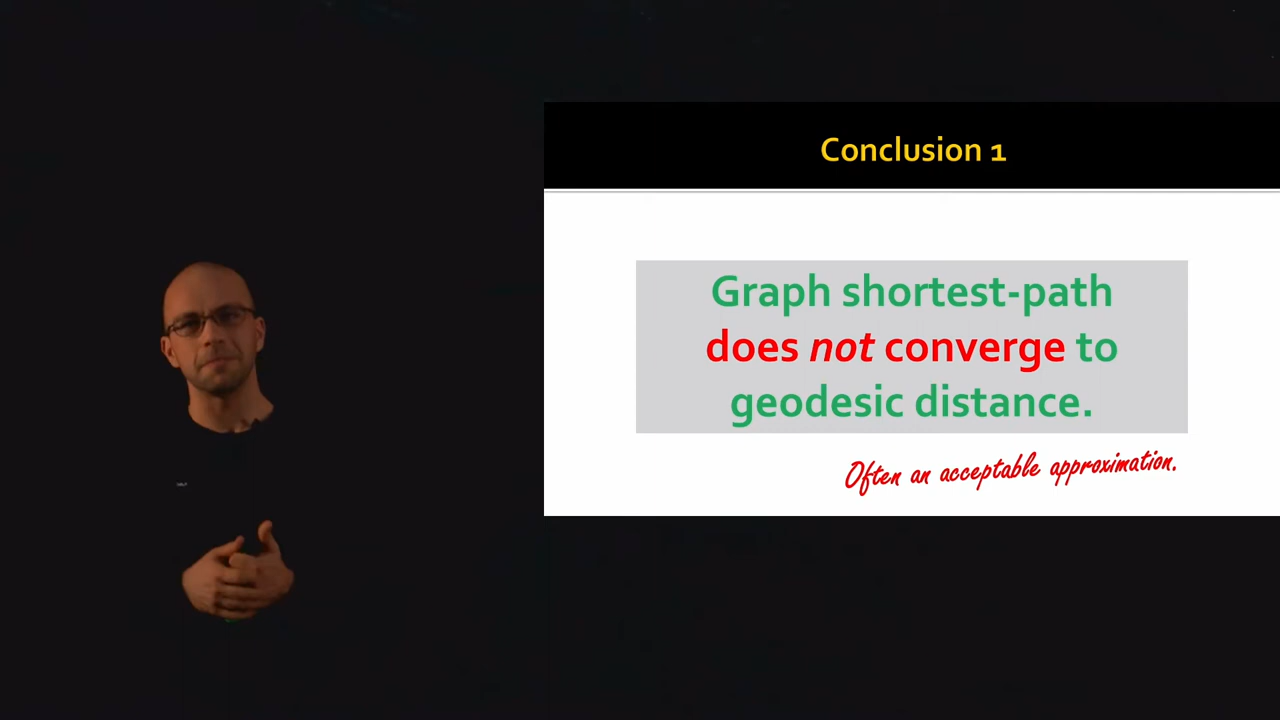 Conclusion 1
Graph shortest-path
does not converge to
geodesic distance.
Often an acceptable approximation.